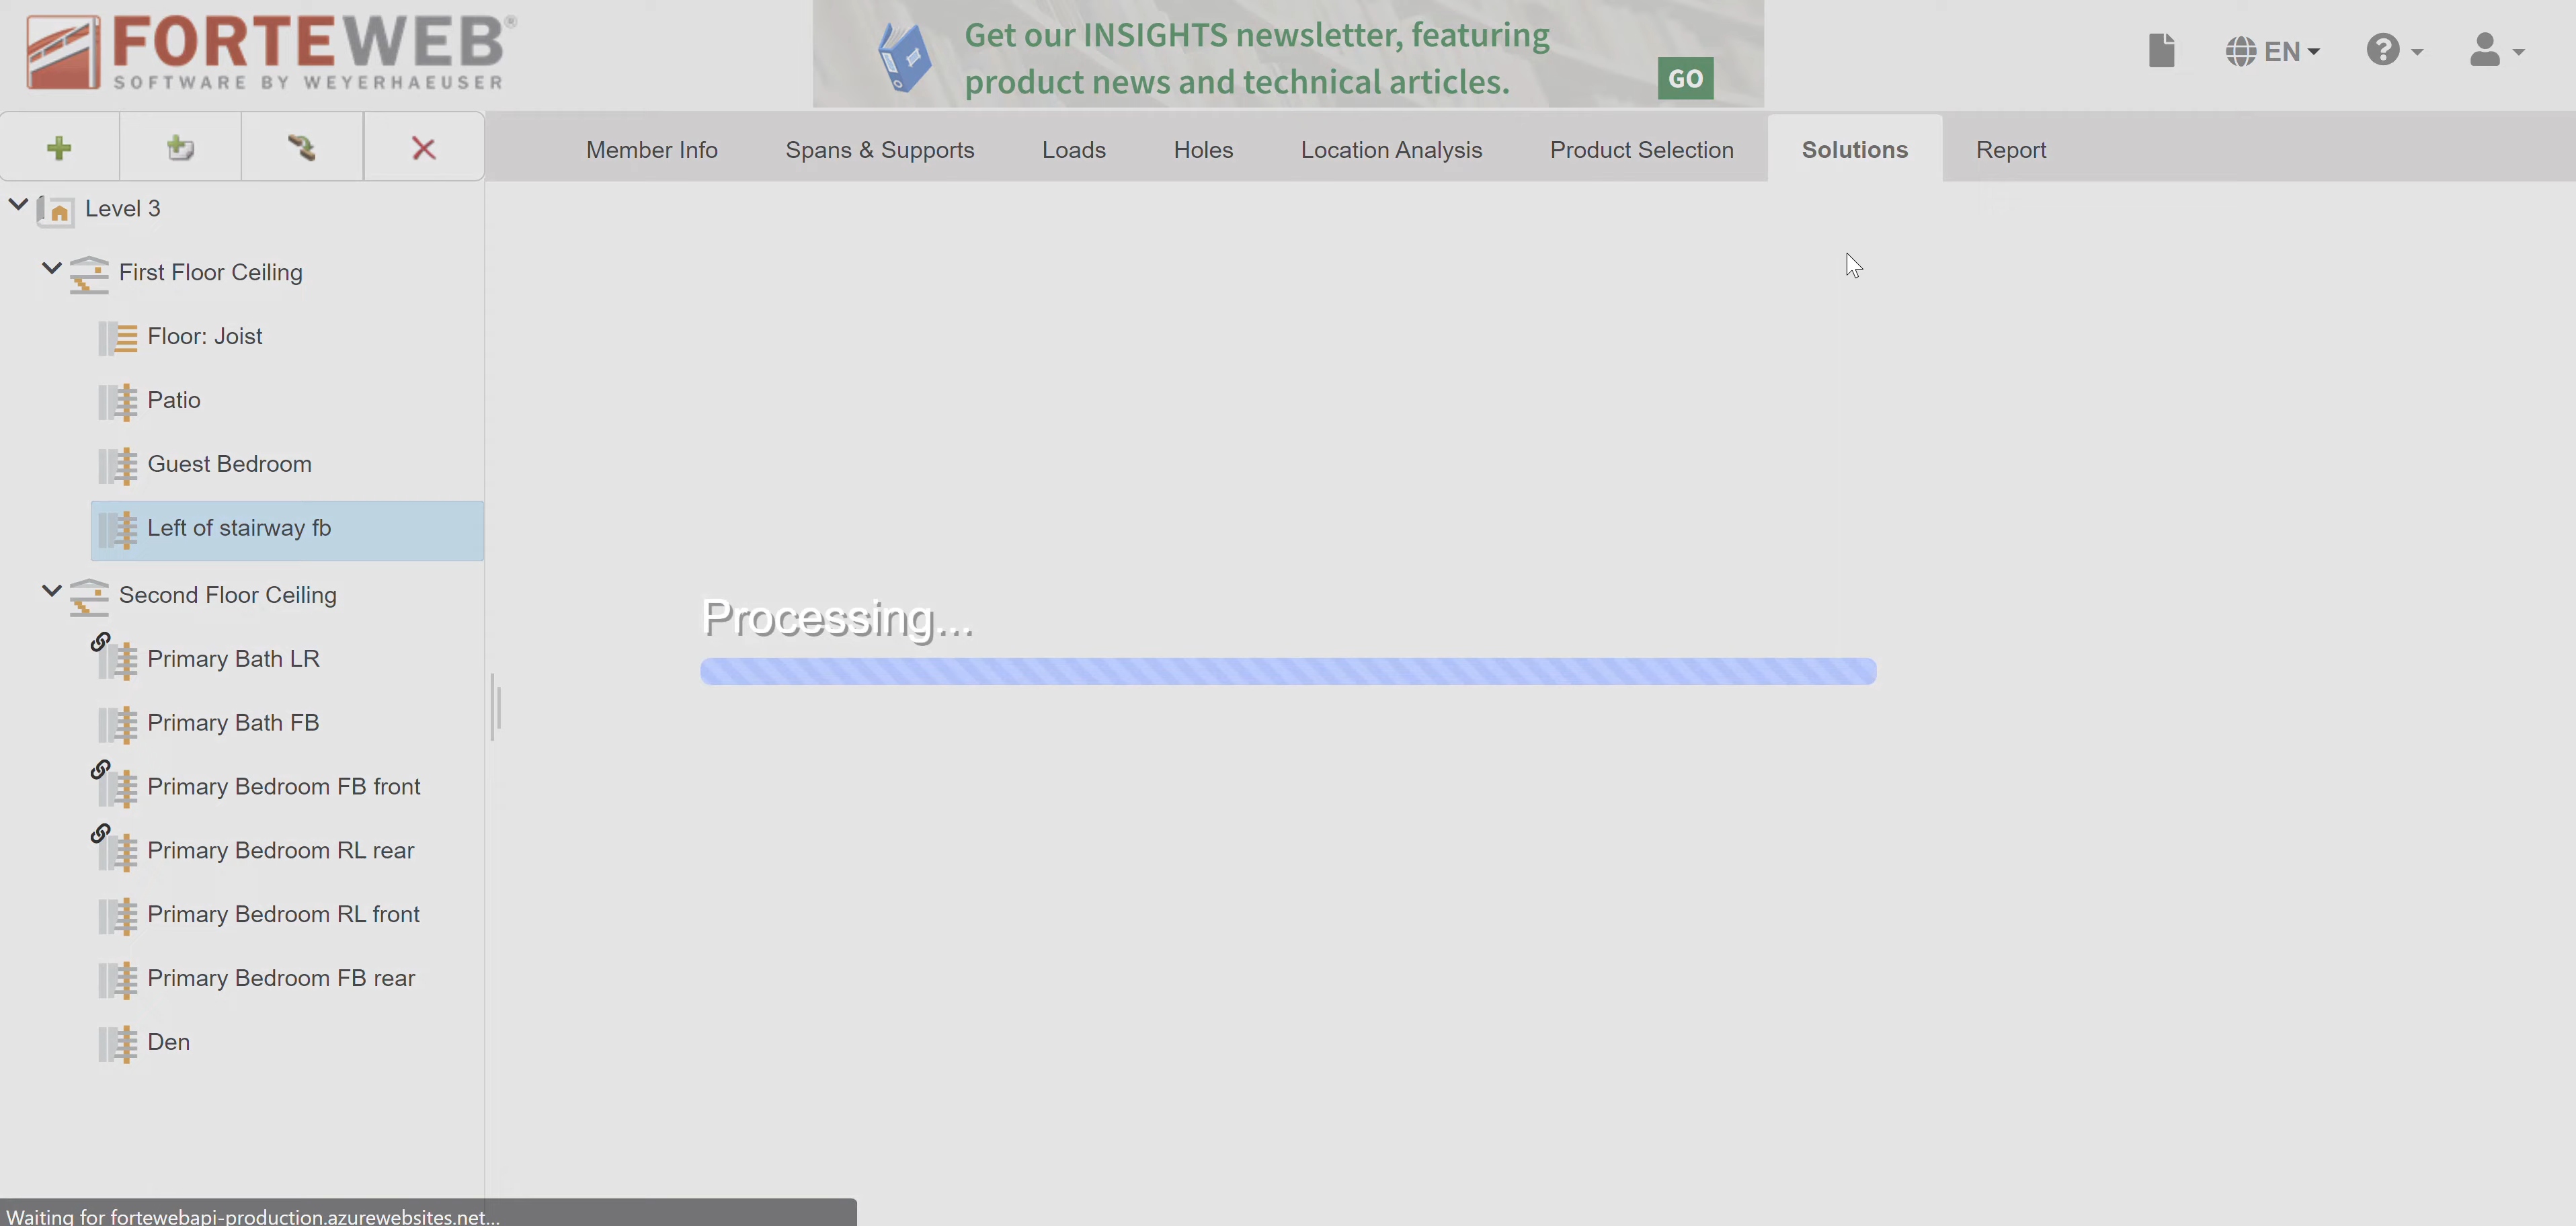 FORTEWEB®
SOFTWARE BY WEYERHAEUSER
Get our INSIGHTS newsletter, featuring
product news and technical articles.
GO
EN
Member Info
Spans & Supports
Loads
Holes
Location Analysis
Product Selection
Solutions
Report
Level 3
First Floor Ceiling
Floor: Joist
Patio
Guest Bedroom
Left of stairway fb
Second Floor Ceiling
Primary Bath LR
Primary Bath FB
Primary Bedroom FB front
Primary Bedroom RL rear
Primary Bedroom RL front
Primary Bedroom FB rear
Den
Processing...
Waiting for fortewebapi-production.azurewebsites.net...